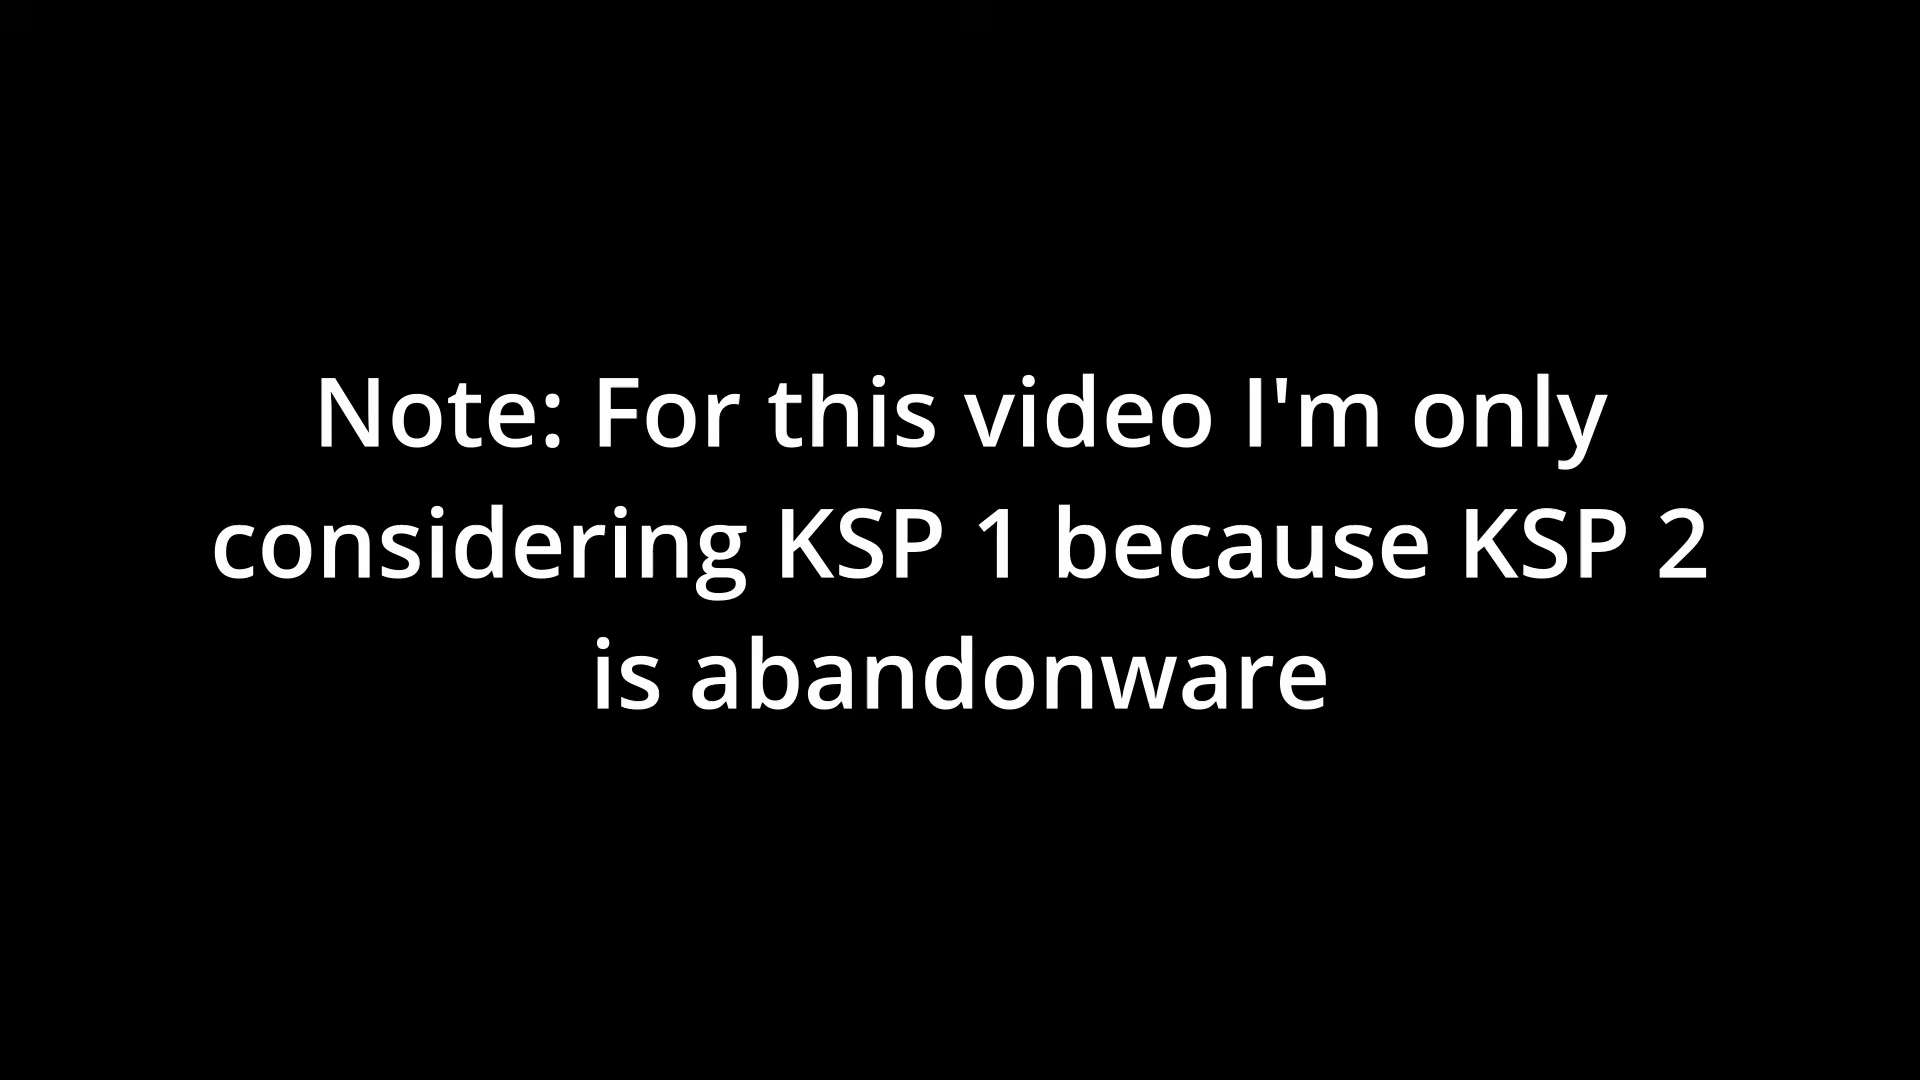 Note: For this video I'm only
considering KSP 1 because KSP 2
is abandonware